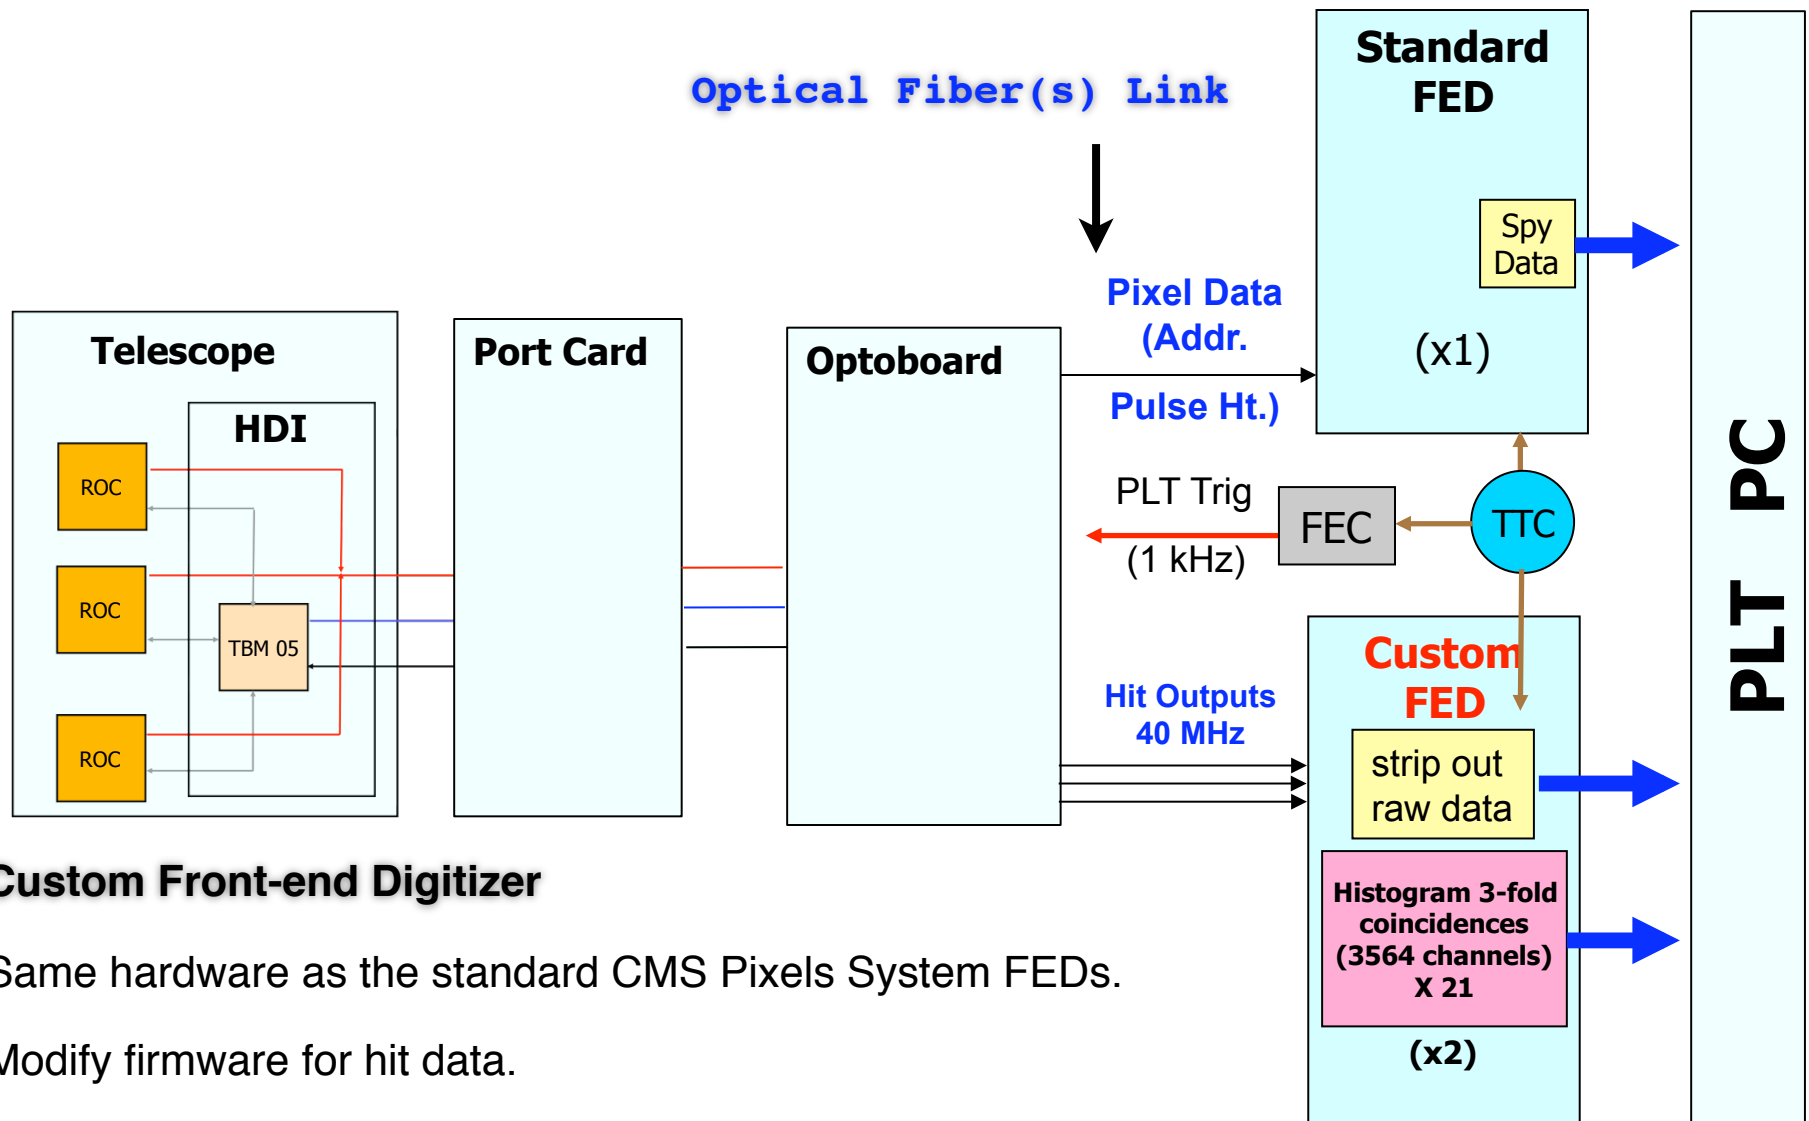 Optical Fiber(s) Link
Standard
FED
Spy
Data
(x1)
Pixel Data
(Addr.
Pulse Ht.)
Telescope
HDI
ROC
ROC
ROC
TBM 05
Port Card
Optoboard
PLT Trig
(1 kHz)
FEC
TTC
Hit Outputs
40 MHz
Custom
FED
strip out
raw data
Histogram 3-fold
coincidences
(3564 channels)
X 21
(x2)
PLT PC
Custom Front-end Digitizer
Same hardware as the standard CMS Pixels System FEDs.
Modify firmware for hit data.